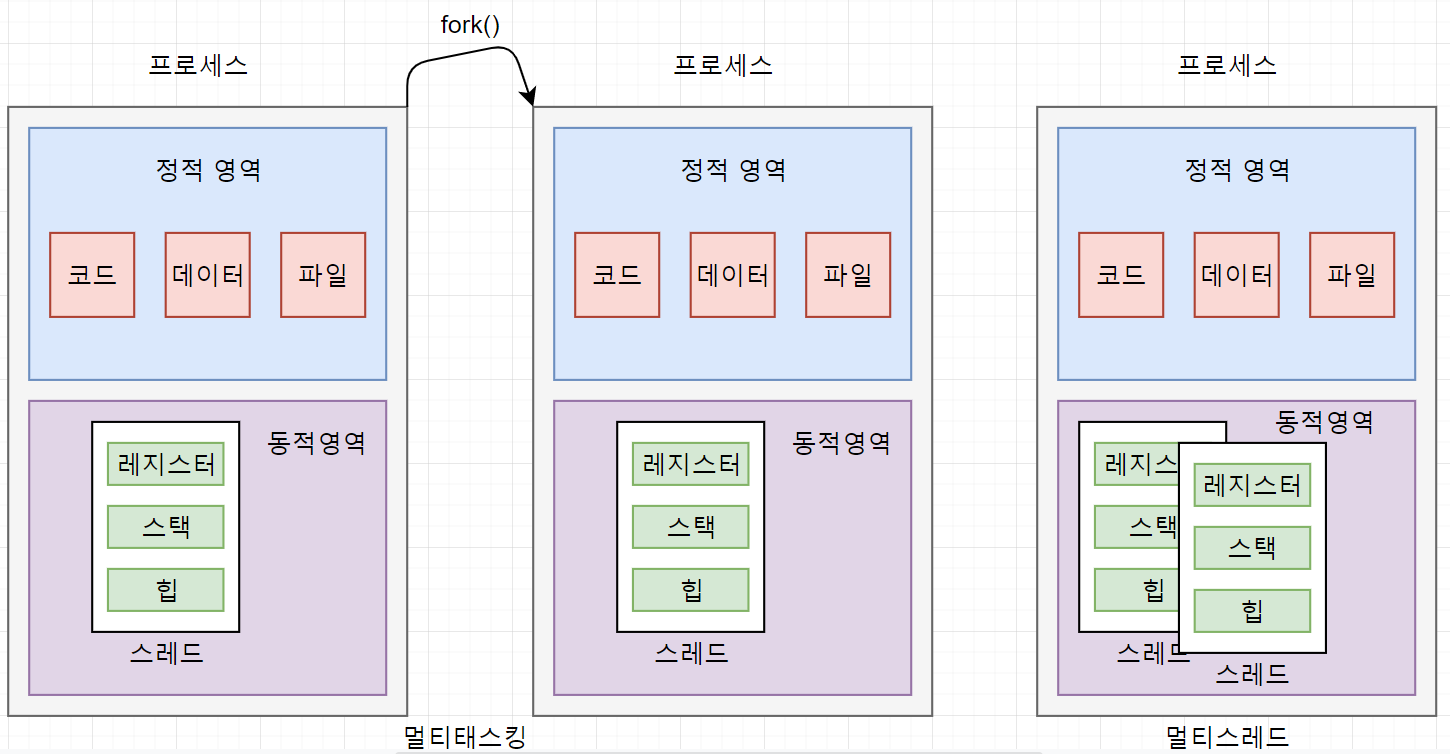 fork()
프로세스
정적 영역
코드
데이터
파일
동적영역
레지스터
스택
힙
스레드
프로세스
정적 영역
코드
데이터
파일
동적영역
레지스터
스택
힙
스레드
멀티태스킹
프로세스
정적 영역
코드
데이터
파일
동적영역
레지스
스택
힙
스레드
레지스터
스택
힙
스레드
멀티스레드